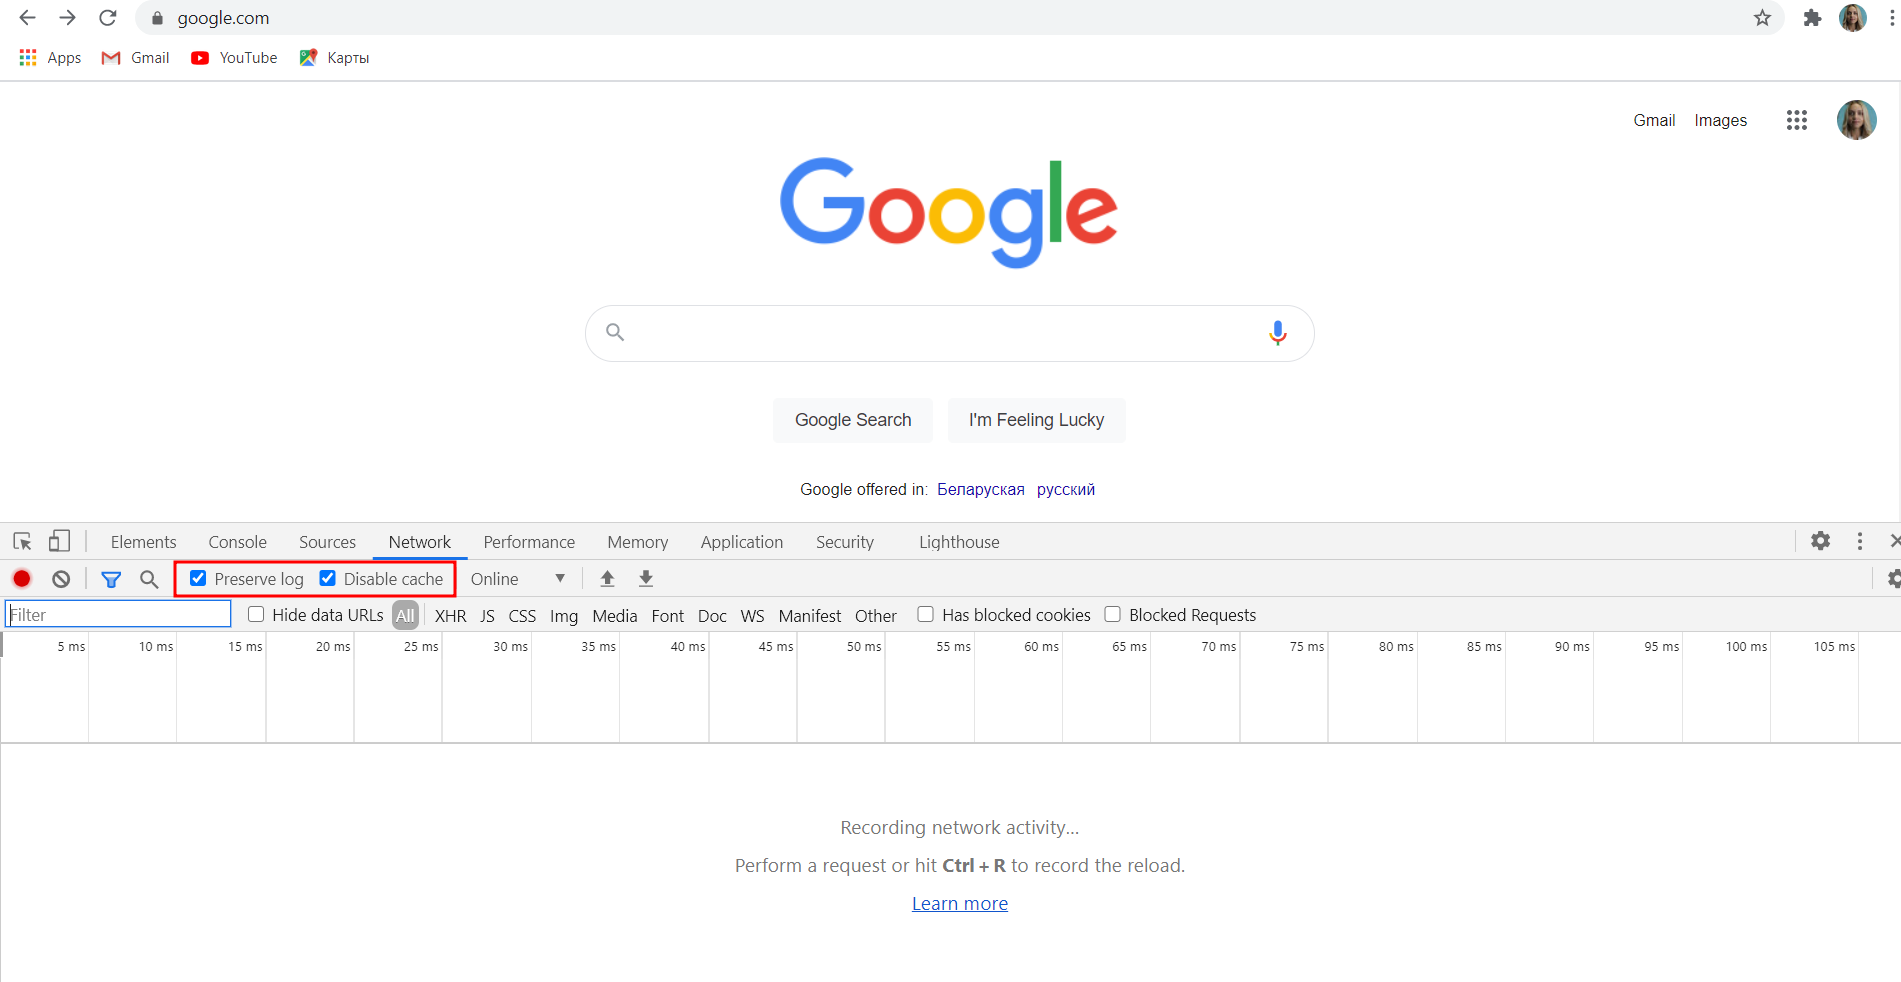 google.com
Apps Gmail YouTube Карты
Gmail Images
Google
Google Search I'm Feeling Lucky
Google offered in: Беларуская русский
Elements Console Sources Network Performance Memory Application Security Lighthouse
Preserve log Disable cache Online
Filter Hide data URLs All XHR JS CSS Img Media Font Doc WS Manifest Other Has blocked cookies Blocked Requests
5 ms 10 ms 15 ms 20 ms 25 ms 30 ms 35 ms 40 ms 45 ms 50 ms 55 ms 60 ms 65 ms 70 ms 75 ms 80 ms 85 ms 90 ms 95 ms 100 ms 105 ms
Recording network activity...
Perform a request or hit Ctrl + R to record the reload.
Learn more